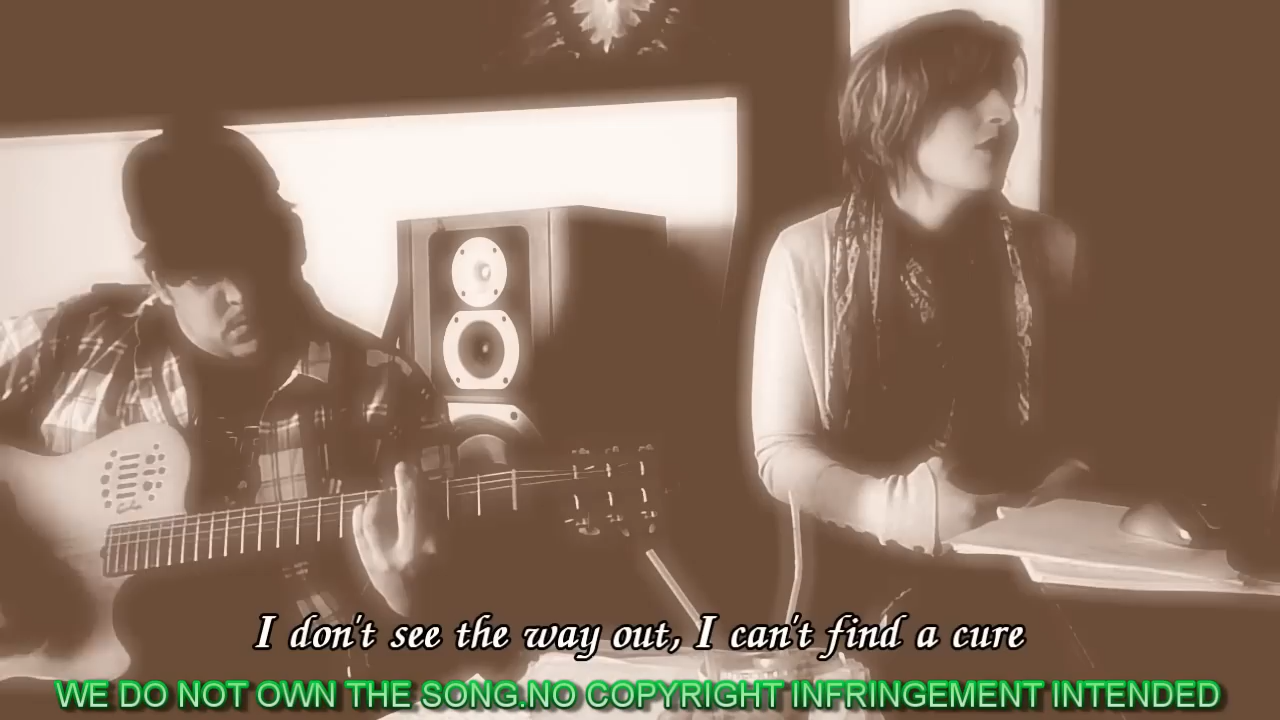 I don't see the way out, I can't find a cure
WE DO NOT OWN THE SONG.NO COPYRIGHT INFRINGEMENT INTENDED